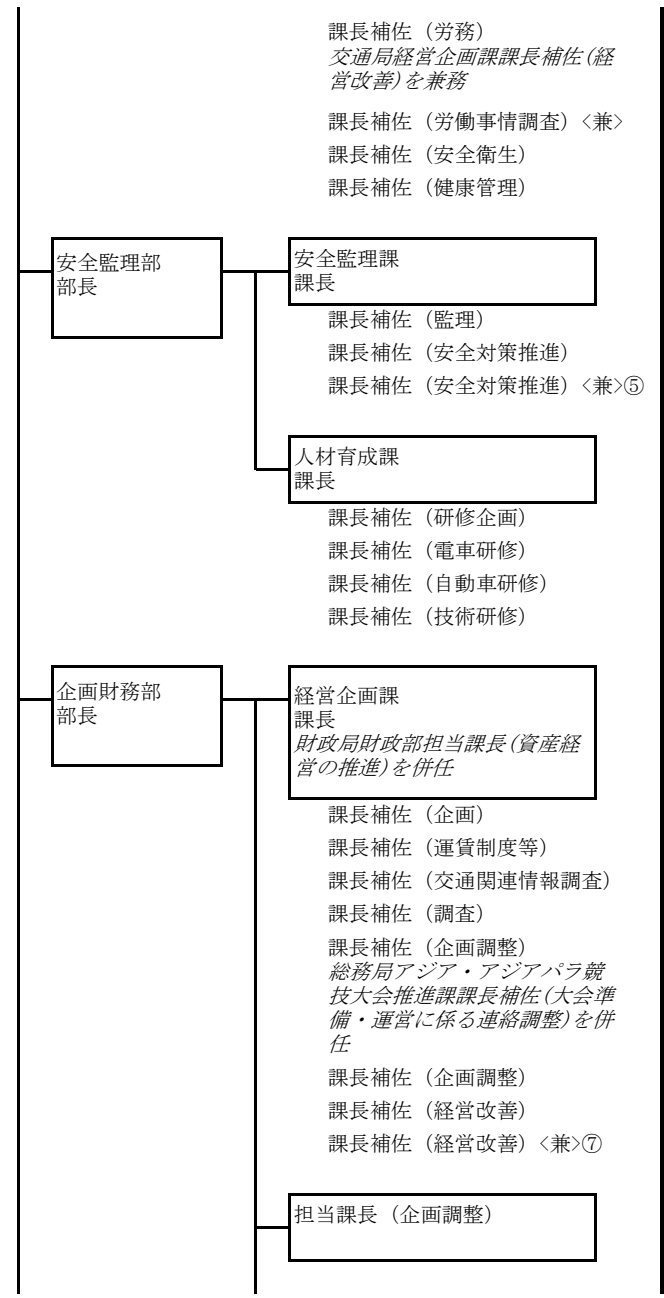 課長補佐（労務）
交通局経営企画課課長補佐(経
営改善)を兼務
課長補佐（労働事情調査）<兼>
課長補佐（安全衛生）
課長補佐（健康管理）
安全監理部
部長
安全監理課
課長
課長補佐（監理）
課長補佐（安全対策推進）
課長補佐（安全対策推進）<兼>⑤
人材育成課
課長
課長補佐（研修企画）
課長補佐（電車研修）
課長補佐（自動車研修）
課長補佐（技術研修）
企画財務部
部長
経営企画課
課長
財政局財政部担当課長(資産経
営の推進)を併任
課長補佐（企画）
課長補佐（運賃制度等）
課長補佐（交通関連情報調査）
課長補佐（調査）
課長補佐（企画調整）
総務局アジア・アジアパラ競
技大会推進課課長補佐(大会準
備・運営に係る連絡調整)を併
任
課長補佐（企画調整）
課長補佐（経営改善）
課長補佐（経営改善）<兼>⑦
担当課長（企画調整）